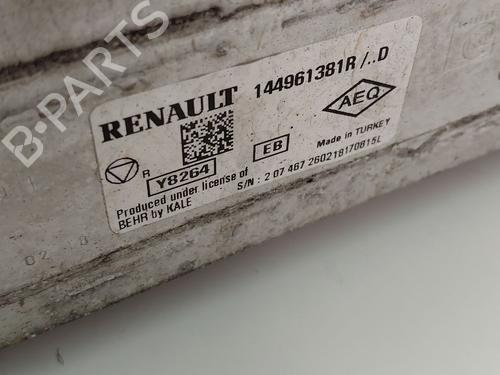 B-PARTS
RENAULT 144961381R /..D
AEQ
R Y8264 EB Made in TURKEY
Produced under license of
BEHR by KALE S/N : 2 07 467 260218170815L